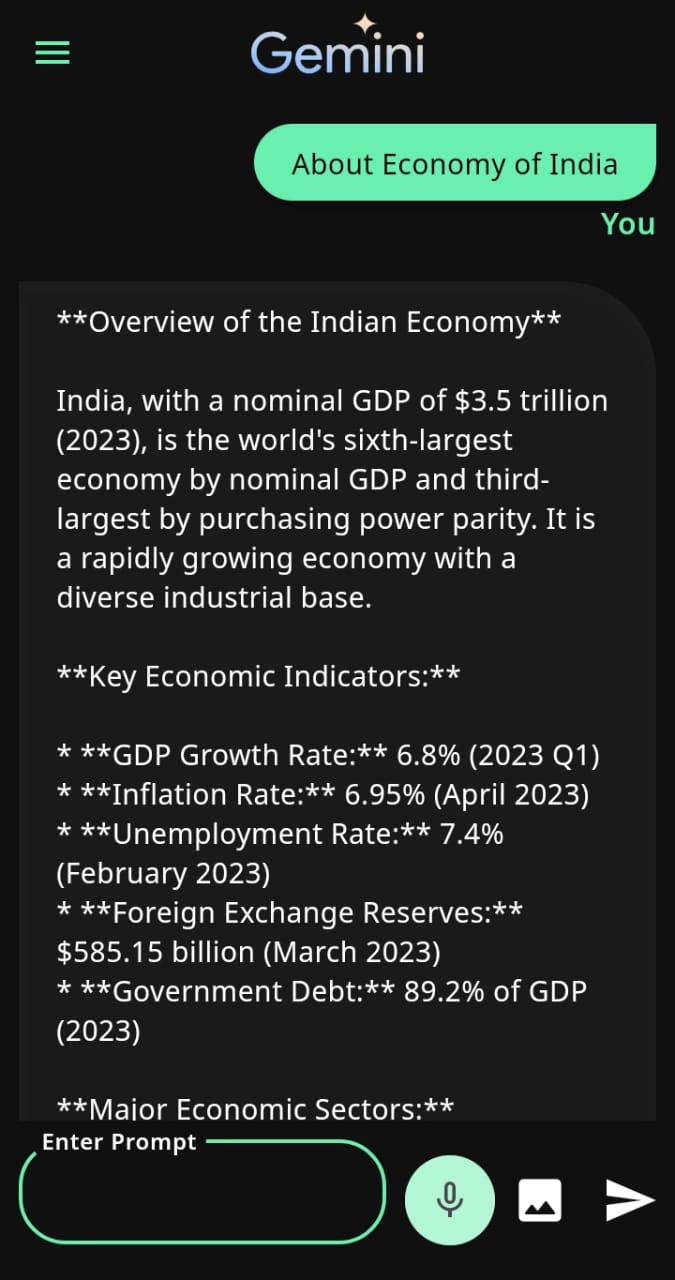 Gemini
About Economy of India
You
**Overview of the Indian Economy**
India, with a nominal GDP of $3.5 trillion
(2023), is the world's sixth-largest
economy by nominal GDP and third-
largest by purchasing power parity. It is
a rapidly growing economy with a
diverse industrial base.
**Key Economic Indicators:**
* **GDP Growth Rate:** 6.8% (2023 Q1)
* **Inflation Rate:** 6.95% (April 2023)
* **Unemployment Rate:** 7.4%
(February 2023)
* **Foreign Exchange Reserves:**
$585.15 billion (March 2023)
* **Government Debt:** 89.2% of GDP
(2023)
**Major Economic Sectors:**
Enter Prompt